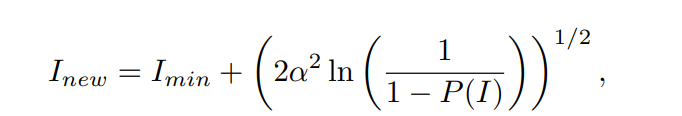 I_{new} = I_{min} + \left( 2\alpha^2 \ln \left( \frac{1}{1 - P(I)} \right) \right)^{1/2},